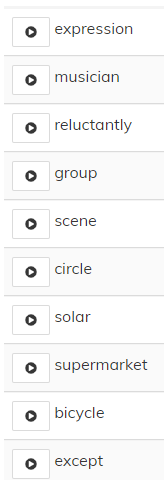 expression
musician
reluctantly
group
scene
circle
solar
supermarket
bicycle
except